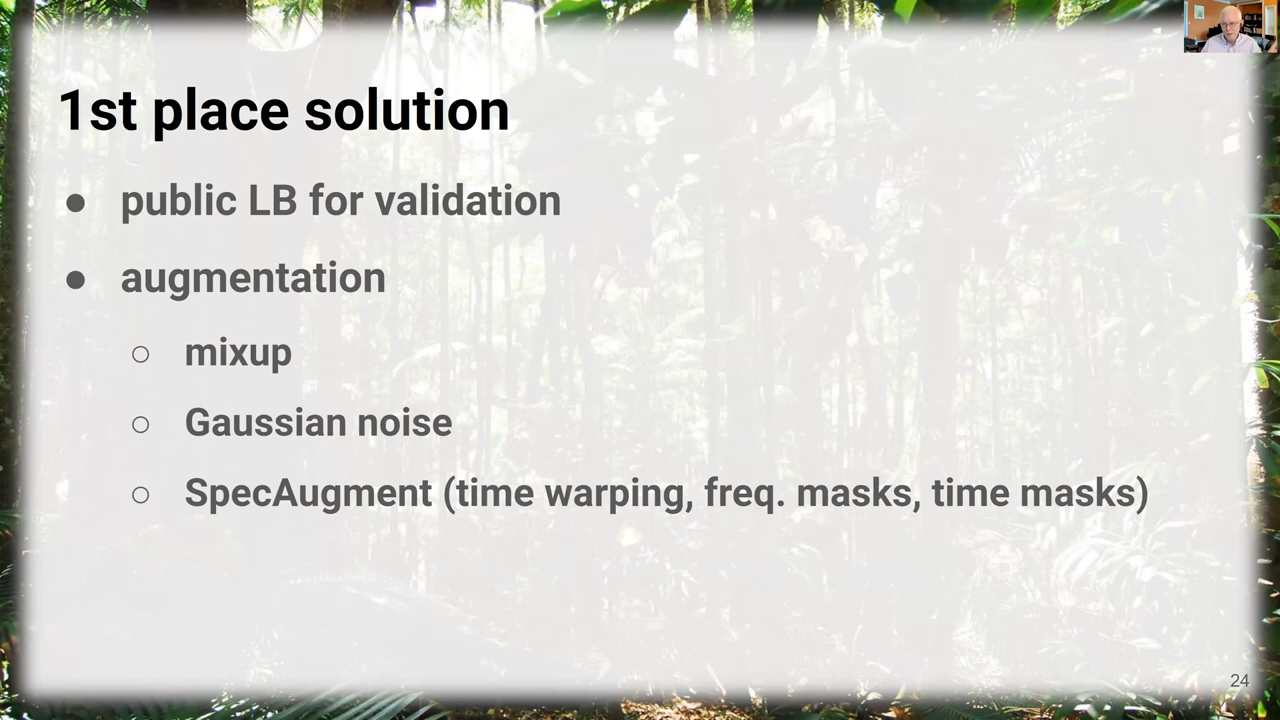 1st place solution
● public LB for validation
● augmentation
○ mixup
○ Gaussian noise
○ SpecAugment (time warping, freq. masks, time masks)
24